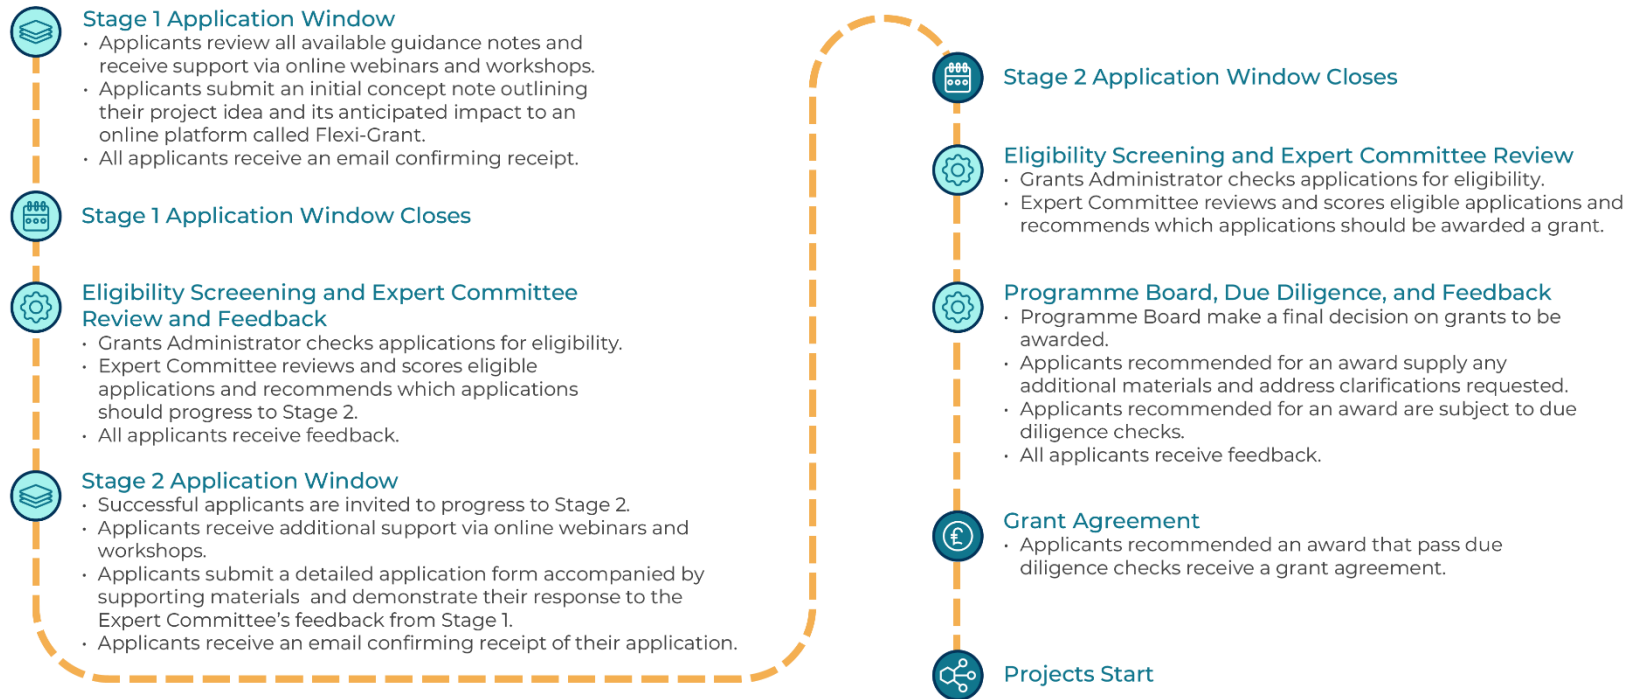 Stage 1 Application Window
• Applicants review all available guidance notes and
receive support via online webinars and workshops.
• Applicants submit an initial concept note outlining
their project idea and its anticipated impact to an
online platform called Flexi-Grant.
• All applicants receive an email confirming receipt.
Stage 1 Application Window Closes
Eligibility Screeening and Expert Committee
Review and Feedback
• Grants Administrator checks applications for eligibility.
• Expert Committee reviews and scores eligible
applications and recommends which applications
should progress to Stage 2.
• All applicants receive feedback.
Stage 2 Application Window
• Successful applicants are invited to progress to Stage 2.
• Applicants receive additional support via online webinars and
workshops.
• Applicants submit a detailed application form accompanied by
supporting materials and demonstrate their response to the
Expert Committee's feedback from Stage 1.
• Applicants receive an email confirming receipt of their application.
Stage 2 Application Window Closes
Eligibility Screening and Expert Committee Review
• Grants Administrator checks applications for eligibility.
• Expert Committee reviews and scores eligible applications and
recommends which applications should be awarded a grant.
Programme Board, Due Diligence, and Feedback
• Programme Board make a final decision on grants to be
awarded.
• Applicants recommended for an award supply any
additional materials and address clarifications requested.
• Applicants recommended for an award are subject to due
diligence checks.
• All applicants receive feedback.
£
Grant Agreement
• Applicants recommended an award that pass due
diligence checks receive a grant agreement.
Projects Start